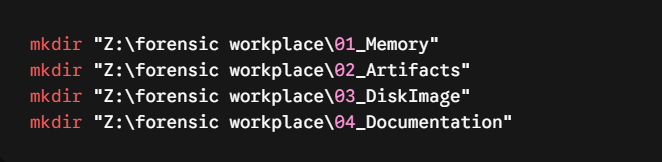 mkdir "Z:\forensic workplace\01_Memory"
mkdir "Z:\forensic workplace\02_Artifacts"
mkdir "Z:\forensic workplace\03_DiskImage"
mkdir "Z:\forensic workplace\04_Documentation"